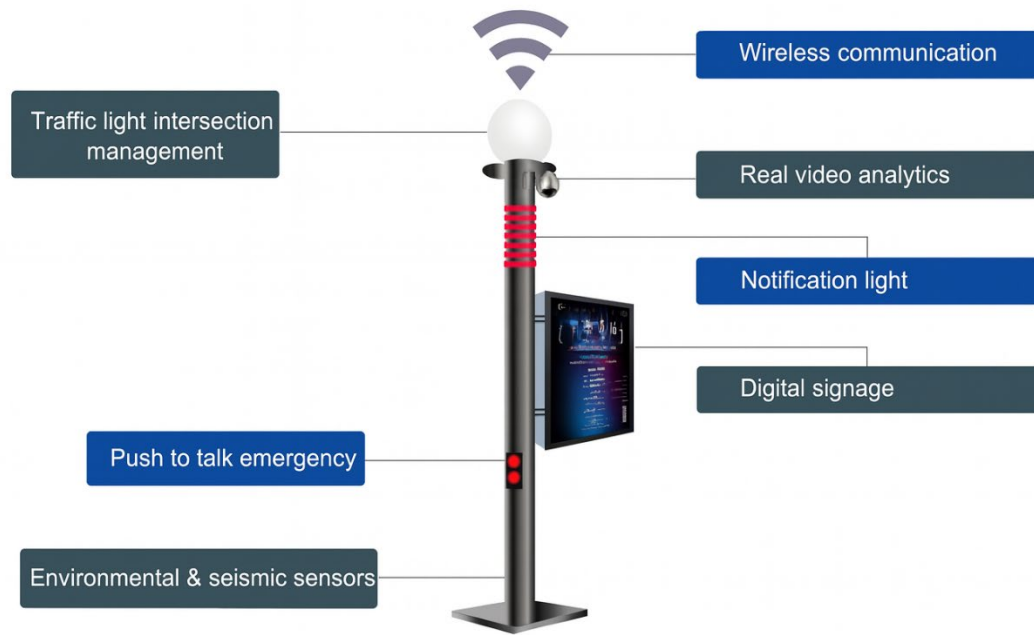 Wireless communication
Traffic light intersection
management
Real video analytics
Notification light
Digital signage
Push to talk emergency
Environmental & seismic sensors